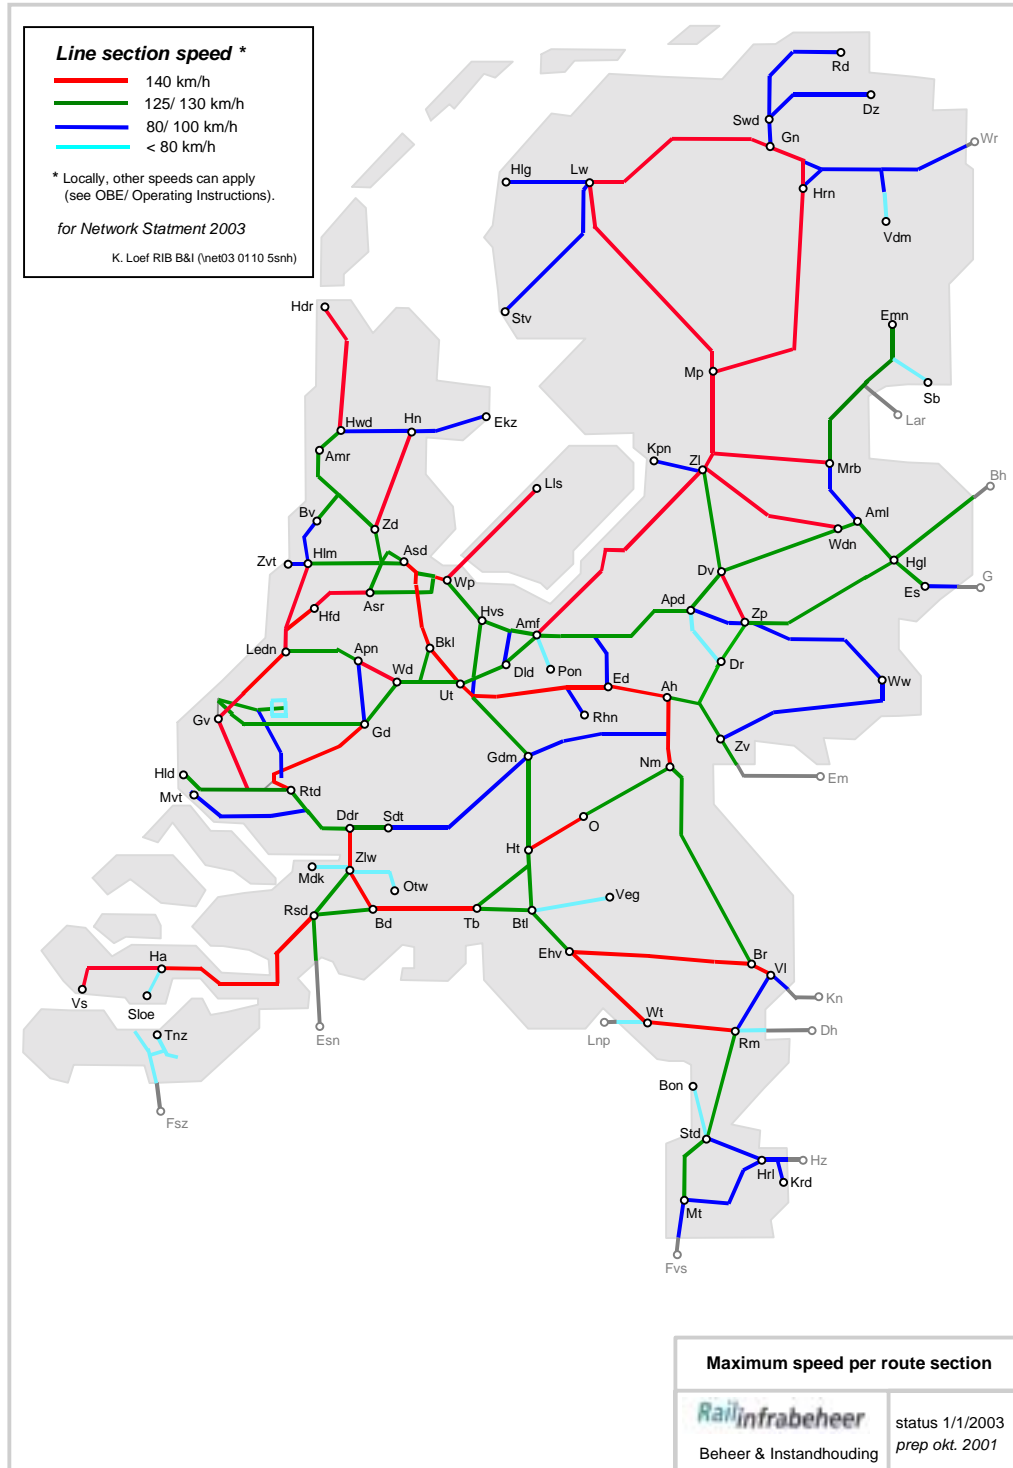 Line section speed *
140 km/h
125/ 130 km/h
80/ 100 km/h
< 80 km/h
* Locally, other speeds can apply
(see OBE/ Operating Instructions).
for Network Statment 2003
K. Loef RIB B&I (\net03 0110 5snh)
Rd
Dz
Swd
Gn
Wr
Hlg
Lw
Hrn
Vdm
Hdr
Stv
Emn
Mp
Sb
Lar
Hwd
Hn
Ekz
Amr
Kpn
Zl
Mrb
Bh
Lls
Bv
Zd
Aml
Wdn
Zvt
Hlm
Asd
Wp
Dv
Hgl
Es
G
Hfd
Asr
Hvs
Amf
Apd
Zp
Ledn
Apn
Bkl
Wd
Ut
Dld
Pon
Ed
Dr
Ww
Ah
Gv
Gd
Rhn
Zv
Gdm
Nm
Em
Hld
Mvt
Rtd
Ddr
Sdt
O
Ht
Zlw
Mdk
Otw
Veg
Rsd
Bd
Tb
Btl
Ehv
Br
Vl
Ha
Vs
Sloe
Kn
Wt
Tnz
Esn
Lnp
Rm
Dh
Bon
Fsz
Std
Hrl
Hz
Krd
Mt
Fvs
Maximum speed per route section
Railinfrabeheer
Beheer & Instandhouding
status 1/1/2003
prep okt. 2001